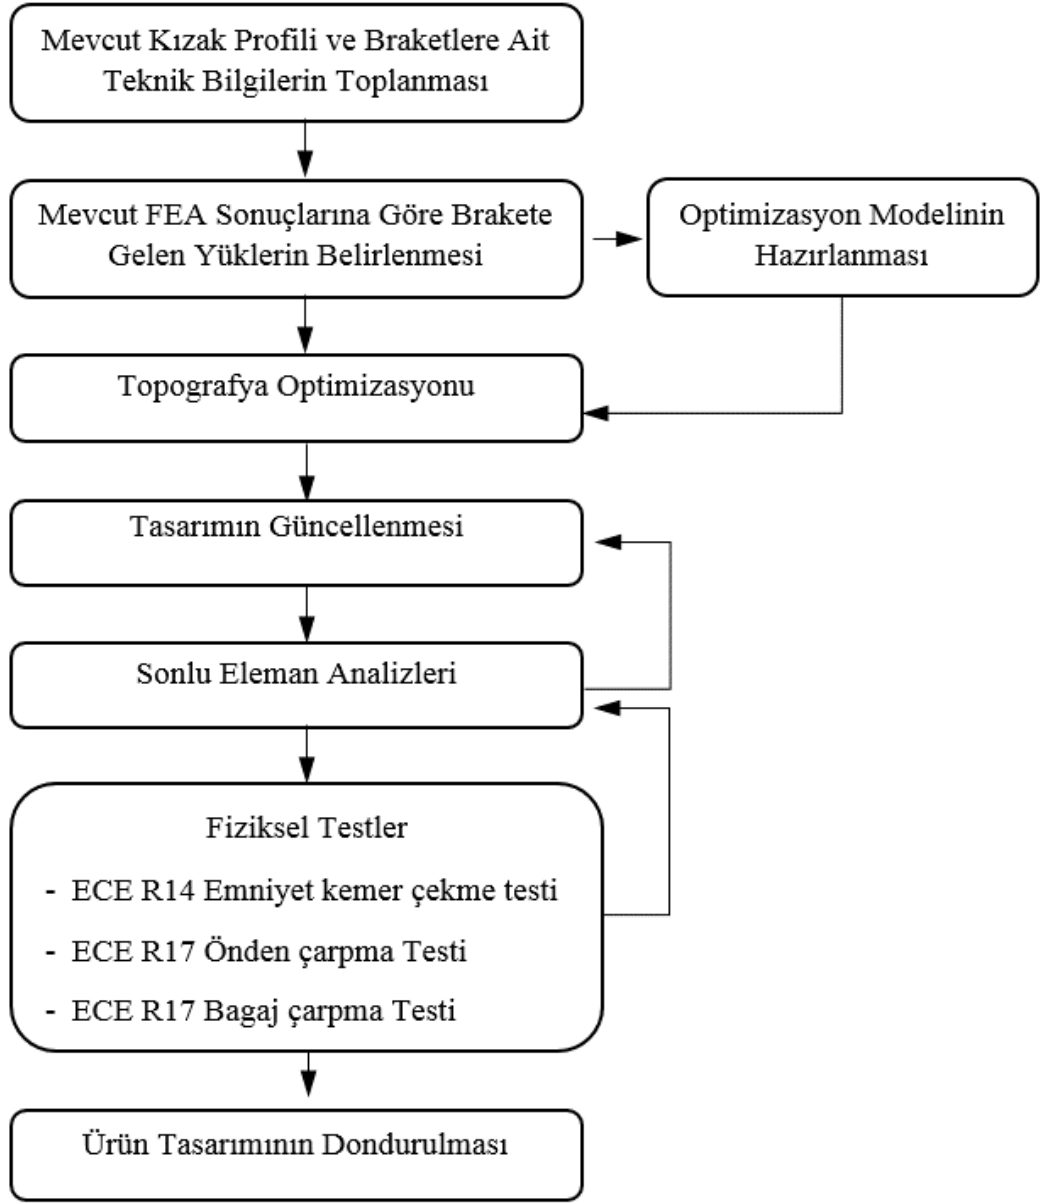 Mevcut Kızak Profili ve Braketlere Ait
Teknik Bilgilerin Toplanması
Mevcut FEA Sonuçlarına Göre Brakete
Gelen Yüklerin Belirlenmesi
Optimizasyon Modelinin
Hazırlanması
Topografya Optimizasyonu
Tasarımın Güncellenmesi
Sonlu Eleman Analizleri
Fiziksel Testler
- ECE R14 Emniyet kemer çekme testi
- ECE R17 Önden çarpma Testi
- ECE R17 Bagaj çarpma Testi
Ürün Tasarımının Dondurulması